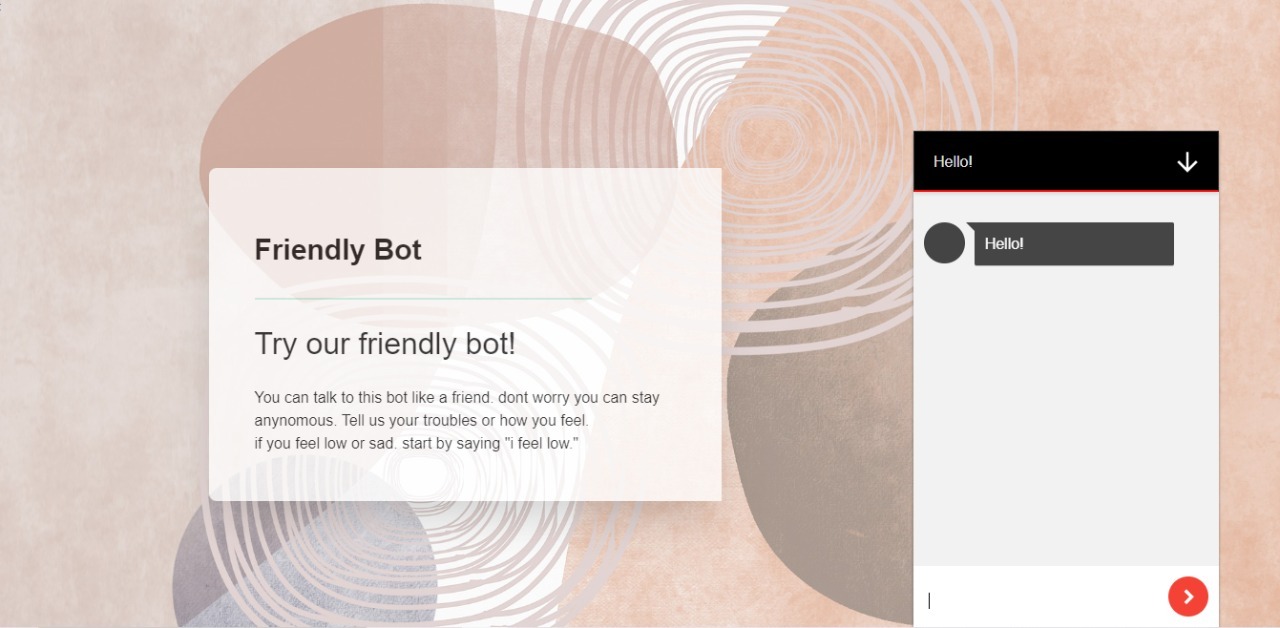 Friendly Bot
Try our friendly bot!
You can talk to this bot like a friend. dont worry you can stay
anynomous. Tell us your troubles or how you feel.
if you feel low or sad. start by saying "i feel low."
Hello!
Hello!